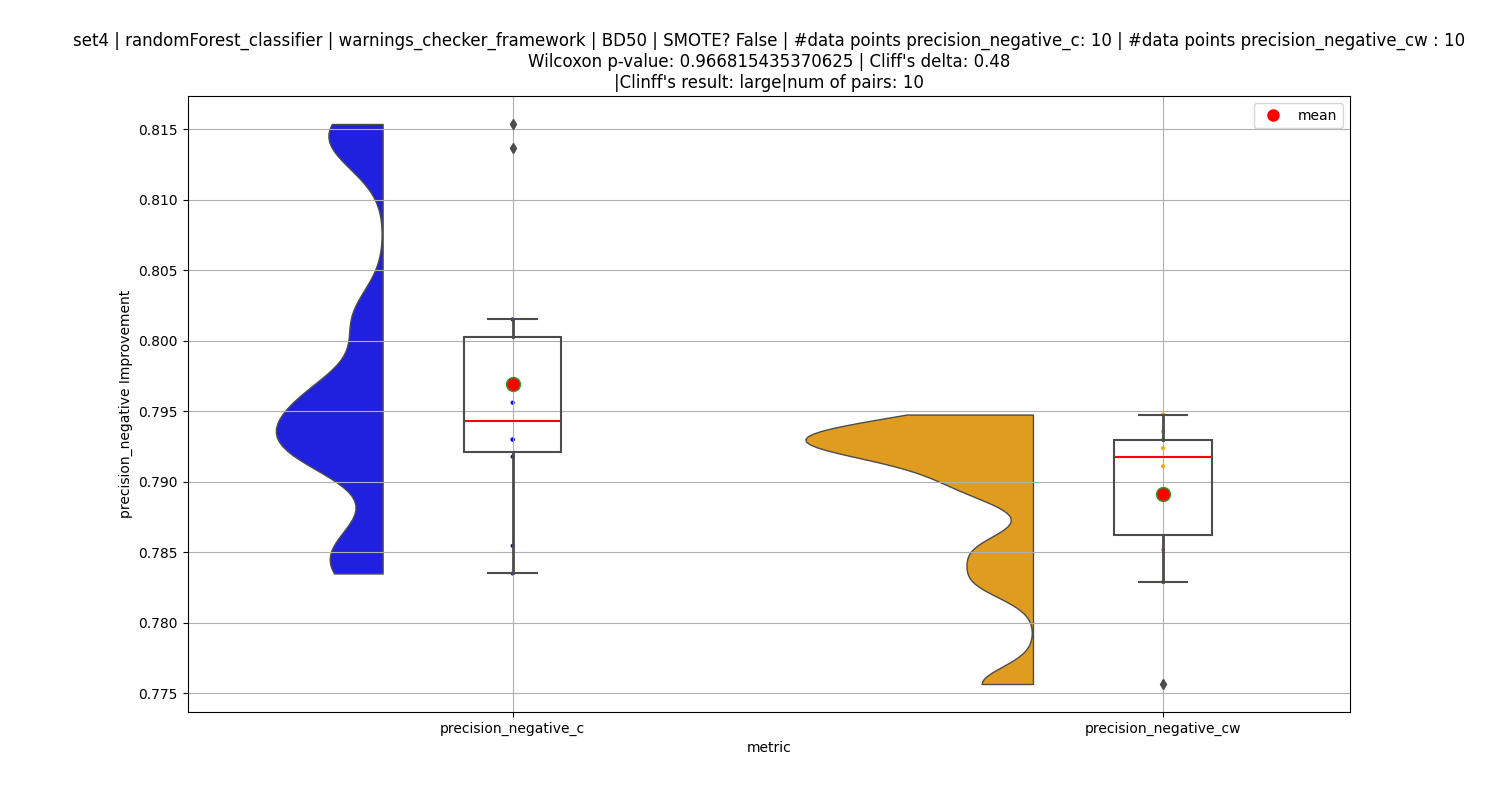 set4 | randomForest_classifier | warnings_checker_framework | BD50 | SMOTE? False | #data points precision_negative_c: 10 | #data points precision_negative_cw : 10
Wilcoxon p-value: 0.966815435370625 | Cliff's delta: 0.48
|Clinff's result: large|num of pairs: 10
mean
0.815
0.810
0.805
0.800
0.795
0.790
0.785
0.780
0.775
precision_negative Improvement
precision_negative_c
precision_negative_cw
metric